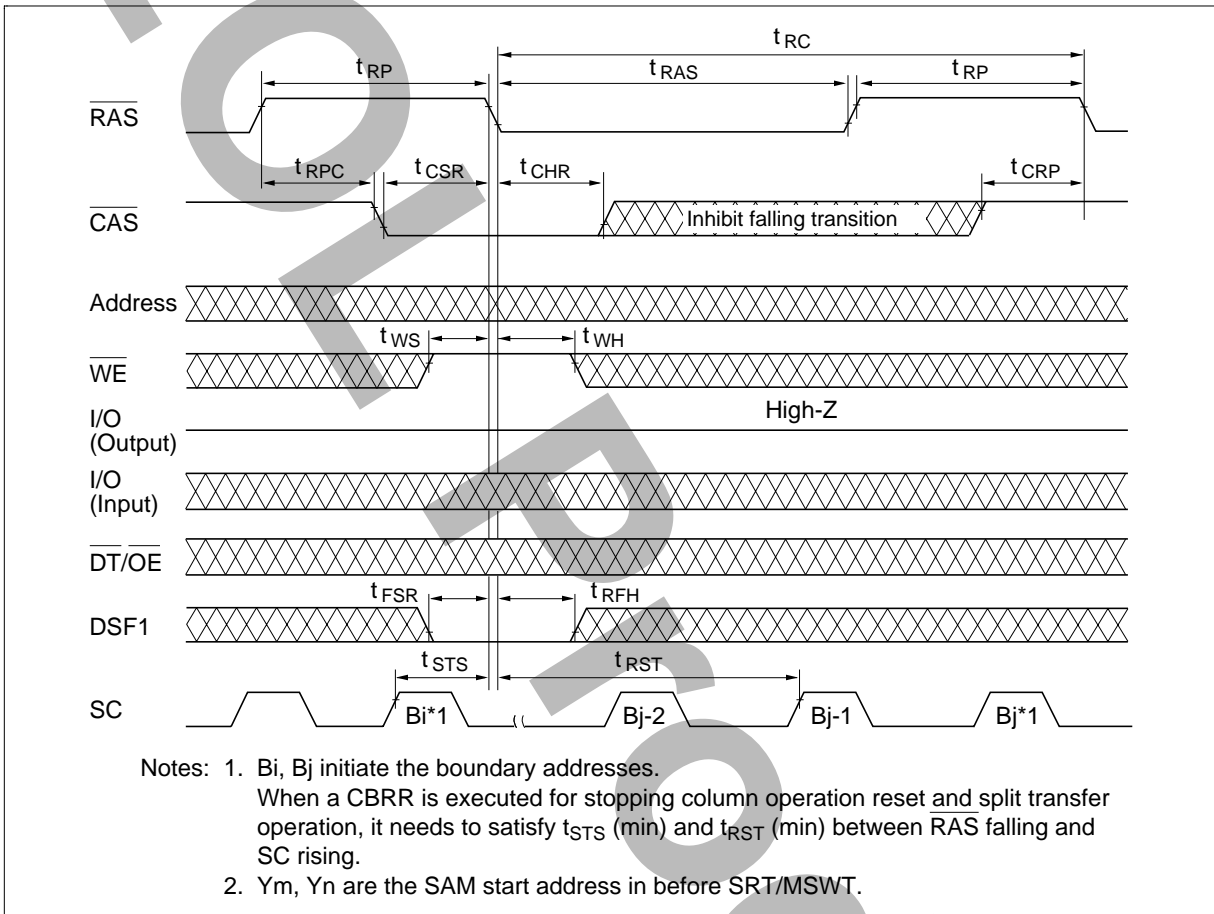 t RC
t RP t RAS t RP
RAS
t RPC t CSR t CHR t CRP
CAS Inhibit falling transition
Address
t WS t WH
WE
High-Z
I/O
(Output)
I/O
(Input)
DT/OE
t FSR t RFH
DSF1
t STS t RST
SC Bi*1 Bj-2 Bj-1 Bj*1
Notes: 1. Bi, Bj initiate the boundary addresses.
When a CBRR is executed for stopping column operation reset and split transfer
operation, it needs to satisfy tSTS (min) and tRST (min) between RAS falling and
SC rising.
2. Ym, Yn are the SAM start address in before SRT/MSWT.